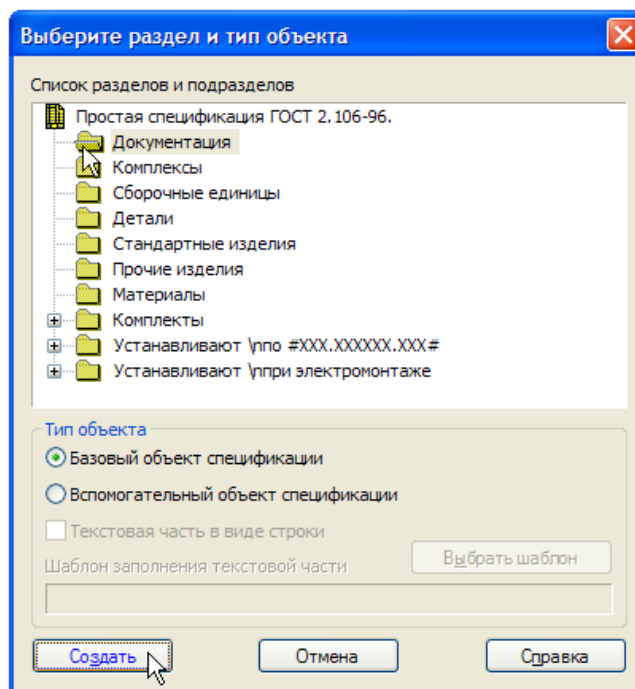 Выберите раздел и тип объекта
Список разделов и подразделов
Простая спецификация ГОСТ 2.106-96.
Документация
Комплексы
Сборочные единицы
Детали
Стандартные изделия
Прочие изделия
Материалы
Комплекты
Устанавливают \nпо #XXX.XXXXXX.XXX#
Устанавливают \nпри электромонтаже
Тип объекта
Базовый объект спецификации
Вспомогательный объект спецификации
Текстовая часть в виде строки
Шаблон заполнения текстовой части
Выбрать шаблон
Создать
Отмена
Справка